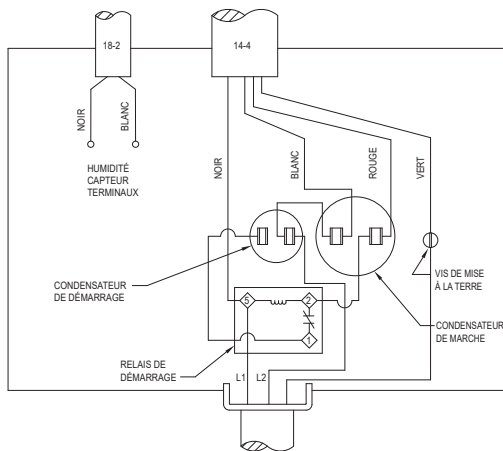 18-2
14-4
NOIR
BLANC
HUMIDITÉ
CAPTEUR
TERMINAUX
NOIR
BLANC
ROUGE
VERT
CONDENSATEUR
DE DÉMARRAGE
VIS DE MISE
À LA TERRE
5
2
1
CONDENSATEUR
DE MARCHE
RELAIS DE
DÉMARRAGE
L1
L2